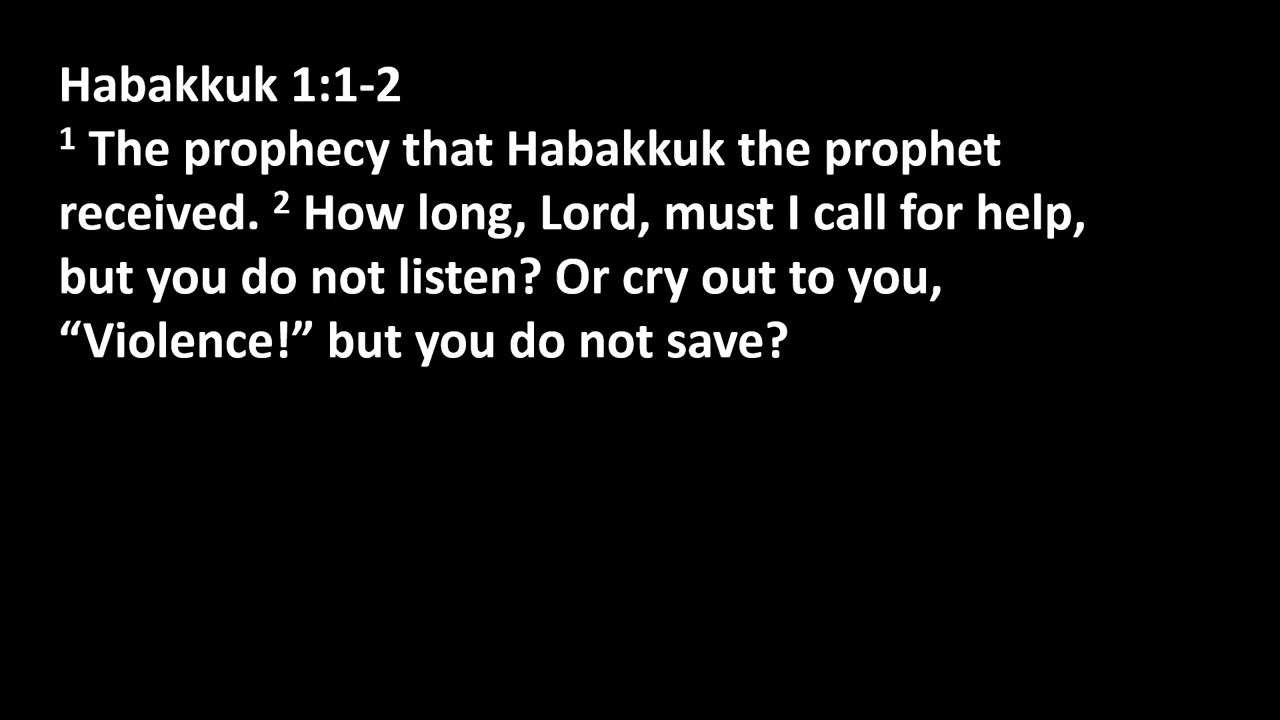 Habakkuk 1:1-2
1 The prophecy that Habakkuk the prophet
received. 2 How long, Lord, must I call for help,
but you do not listen? Or cry out to you,
“Violence!” but you do not save?